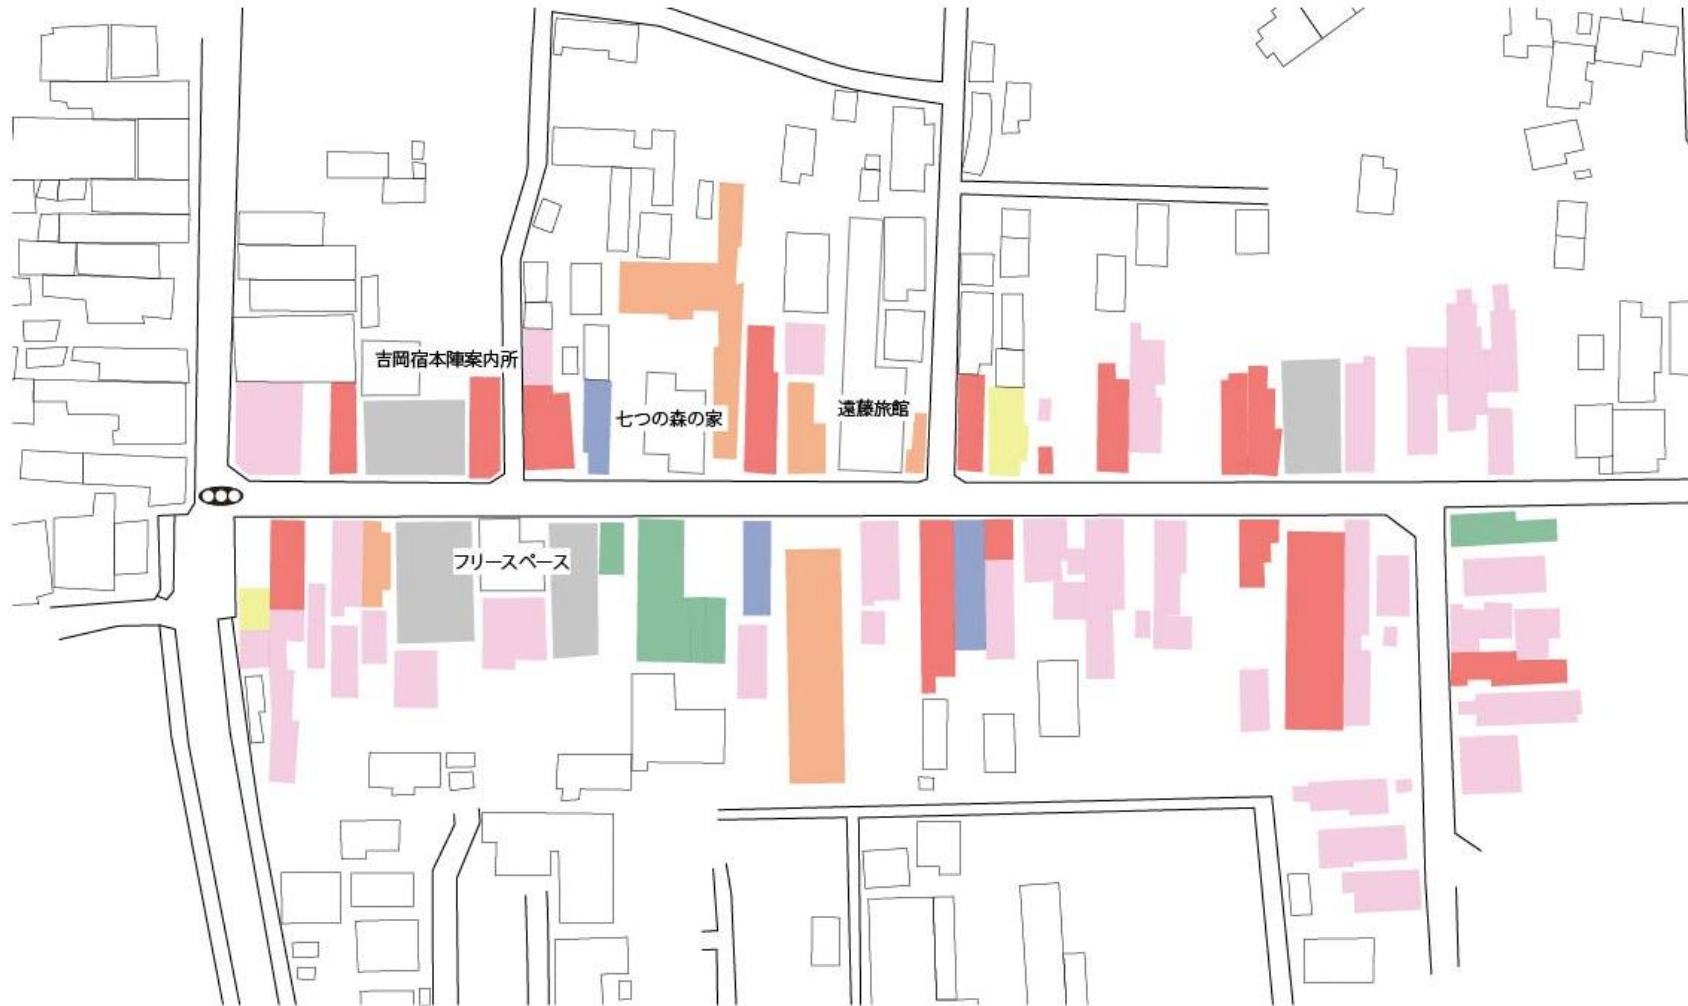 吉岡宿本陣案内所
七つの森の家
遠藤旅館
フリースペース